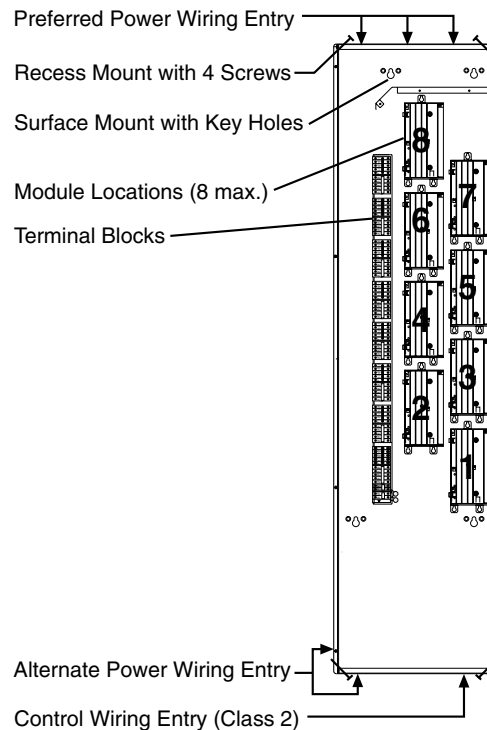 Preferred Power Wiring Entry
Recess Mount with 4 Screws
Surface Mount with Key Holes
Module Locations (8 max.)
Terminal Blocks
8
7
6
5
4
3
2
1
Alternate Power Wiring Entry
Control Wiring Entry (Class 2)